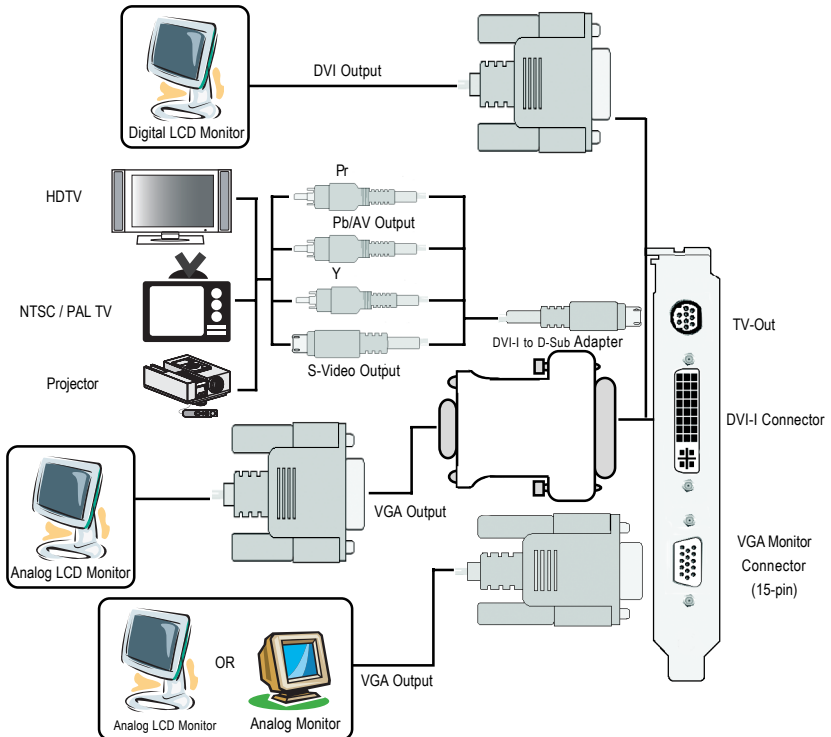 DVI Output
Digital LCD Monitor
Pr
HDTV
Pb/AV Output
Y
NTSC / PAL TV
TV-Out
DVI-I to D-Sub Adapter
S-Video Output
Projector
DVI-I Connector
VGA Output
Analog LCD Monitor
VGA Monitor
Connector
(15-pin)
OR
VGA Output
Analog LCD Monitor
Analog Monitor